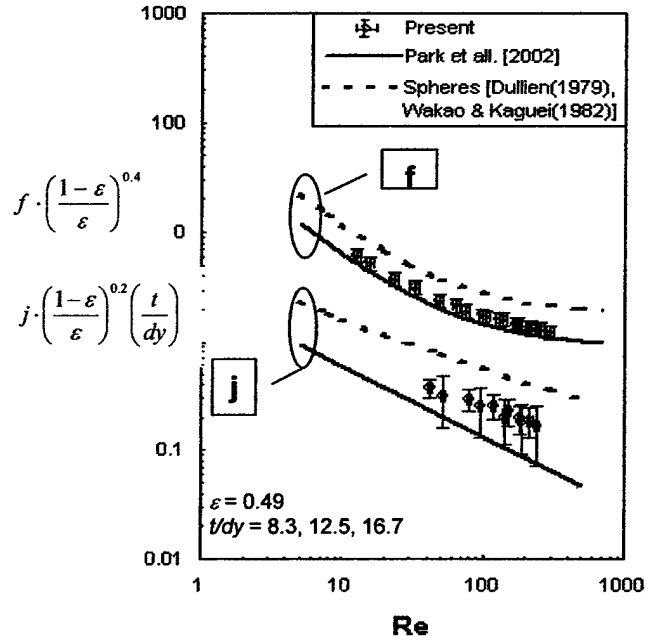 1000
100
0
0.1
0.01
Present
Park et all. [2002]
Spheres [Dullien(1979),
Wakao & Kaguei(1982)]
f
f · ((1 − ε)/ε)^0.4
j · ((1−ε)/ε)^0.2 (t/dy)
j
ε = 0.49
t/dy = 8.3, 12.5, 16.7
1 10 100 1000
Re